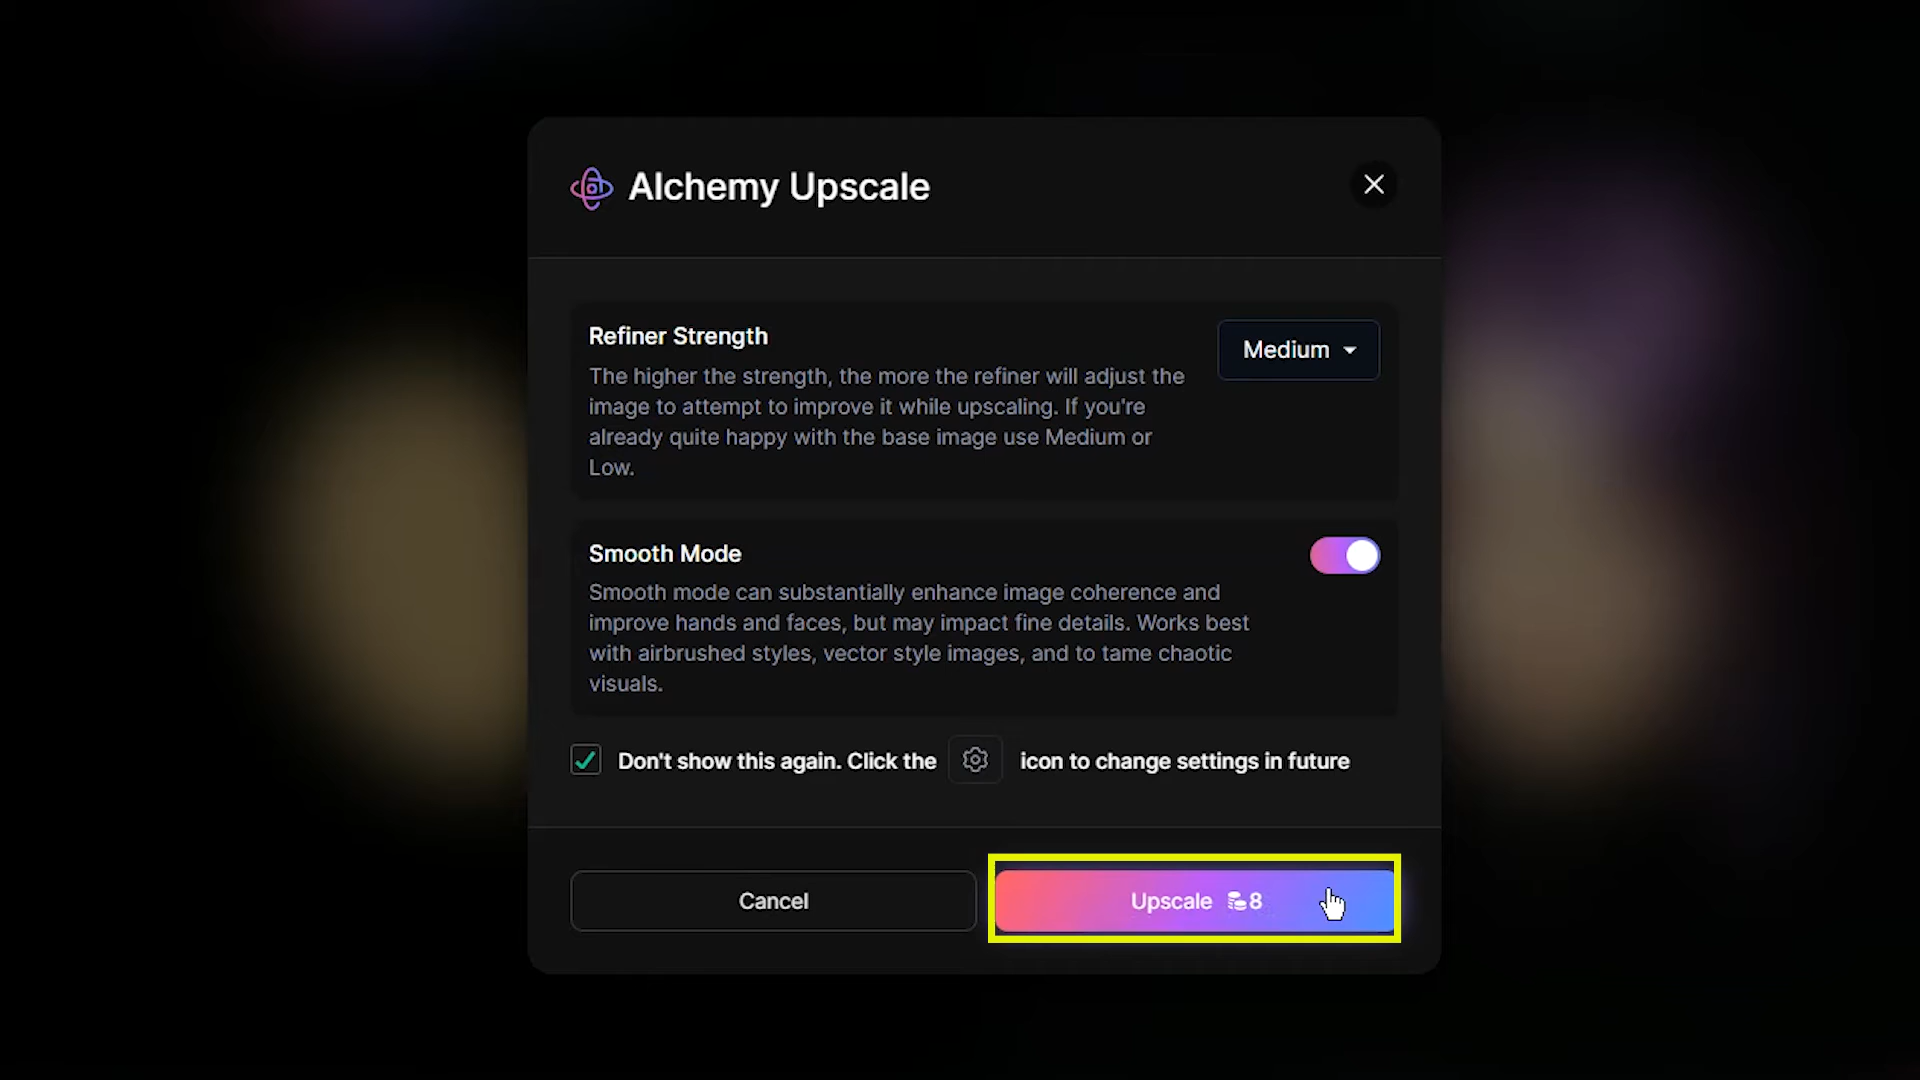 Alchemy Upscale
Refiner Strength
Medium
The higher the strength, the more the refiner will adjust the
image to attempt to improve it while upscaling. If you're
already quite happy with the base image use Medium or
Low.
Smooth Mode
Smooth mode can substantially enhance image coherence and
improve hands and faces, but may impact fine details. Works best
with airbrushed styles, vector style images, and to tame chaotic
visuals.
Don't show this again. Click the icon to change settings in future
Cancel
Upscale 8